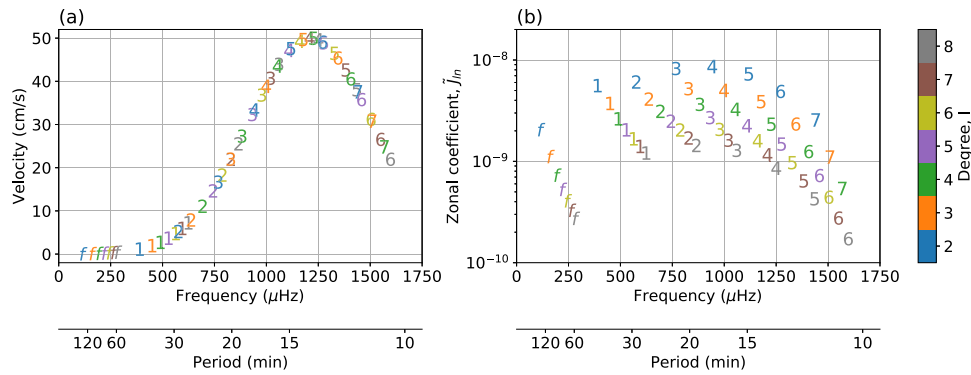 (a)
(b)
50
40
30
20
10
0
Velocity (cm/s)
0 250 500 750 1000 1250 1500 1750
Frequency (μHz)
120 60 30 20 15 10
Period (min)
10⁻⁸
10⁻⁹
10⁻¹⁰
Zonal coefficient, J̃ln
0 250 500 750 1000 1250 1500 1750
Frequency (μHz)
120 60 30 20 15 10
Period (min)
8
7
6
5
4
3
2
Degree, l